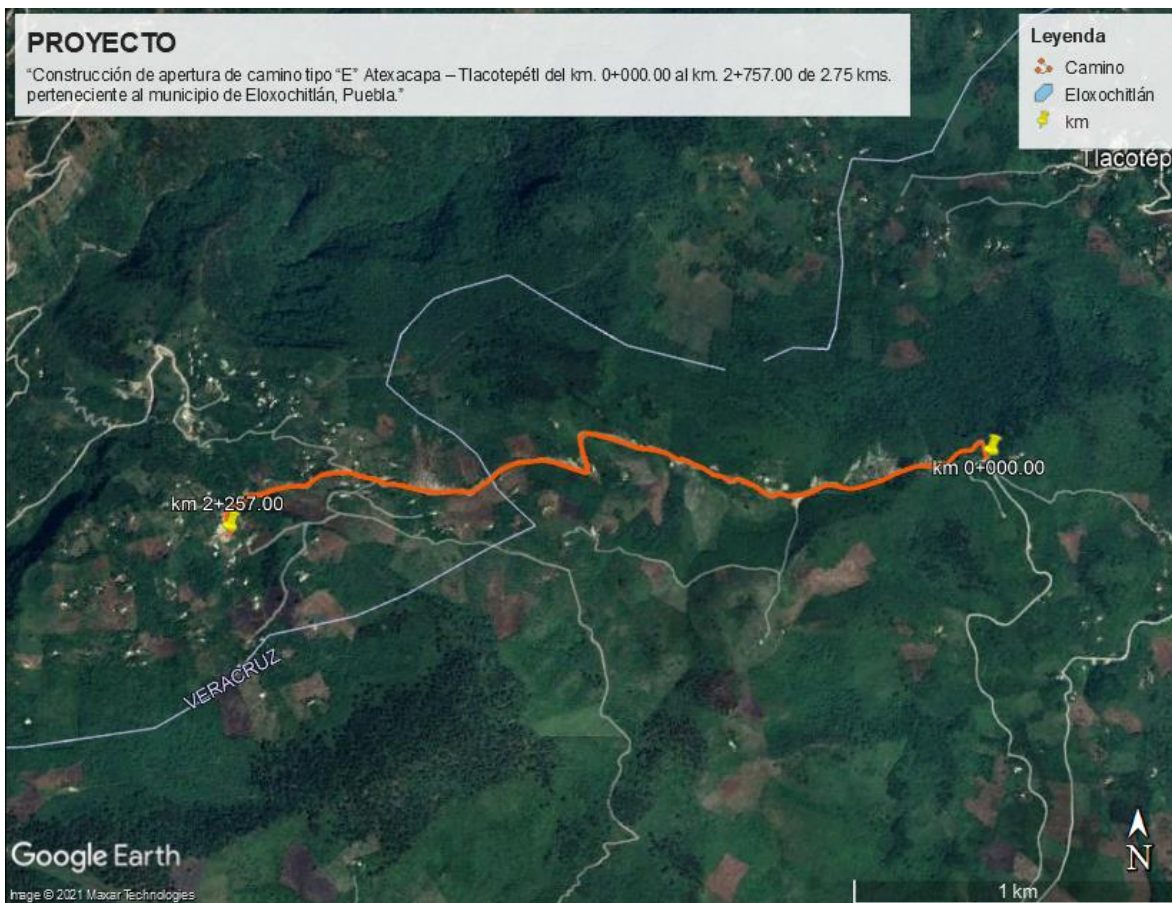 PROYECTO
“Construcción de apertura de camino tipo “E” Atexacapa – Tlacotepétl del km. 0+000.00 al km. 2+757.00 de 2.75 kms.
perteneciente al municipio de Eloxochitlán, Puebla.”
Leyenda
Camino
Eloxochitlán
km
Tlacotép
km 0+000.00
km 2+257.00
VERACRUZ
Google Earth
Image © 2021 Maxar Technologies
N
1 km